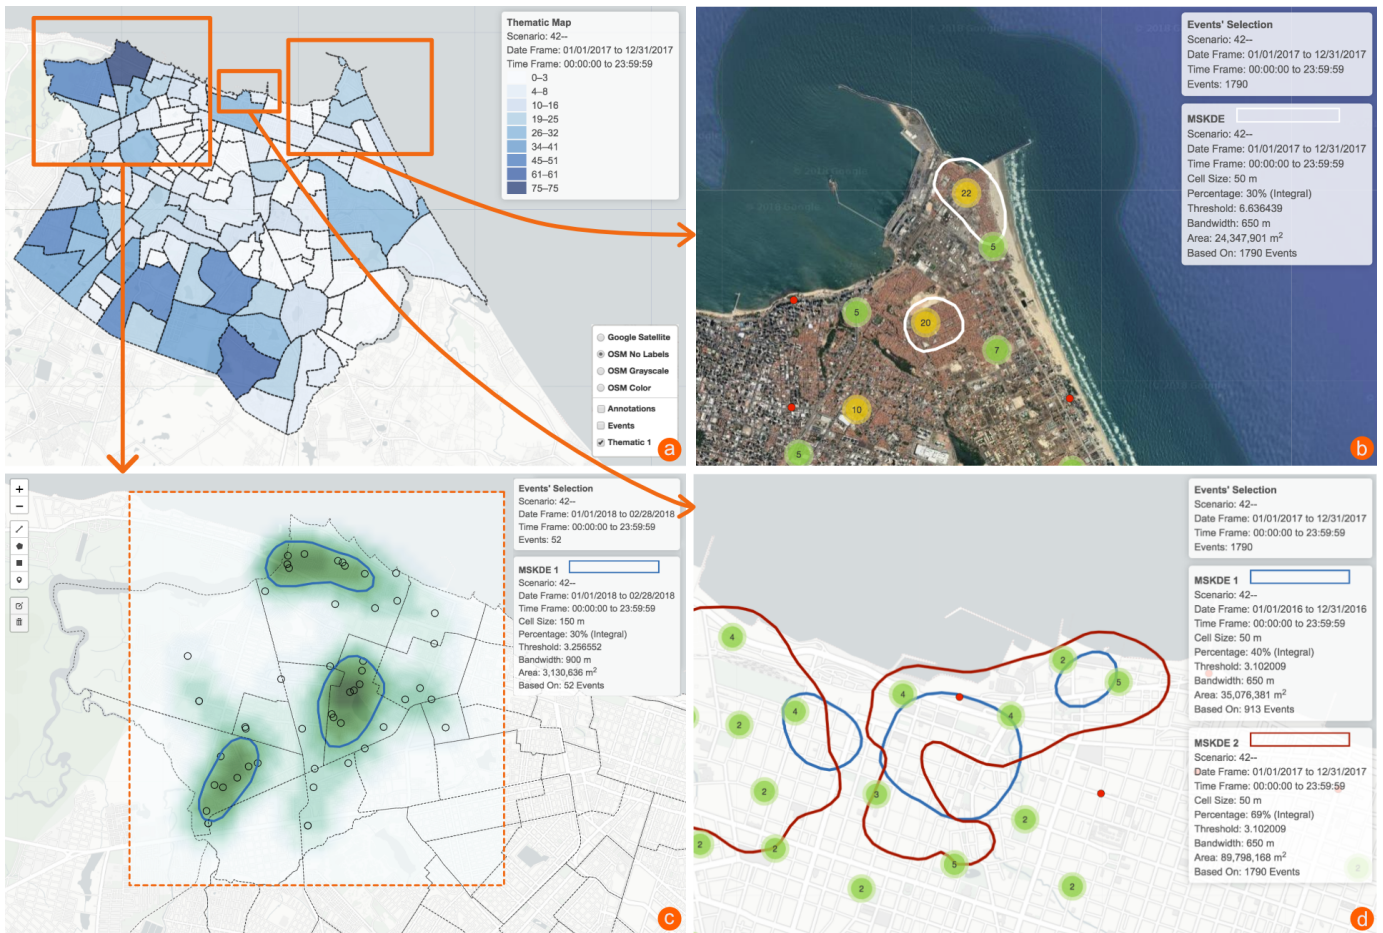 Thematic Map
Scenario: 42--
Date Frame: 01/01/2017 to 12/31/2017
Time Frame: 00:00:00 to 23:59:59
0–3
4–8
10–16
19–25
26–32
34–41
45–51
61–61
75–75
Google Satellite
OSM No Labels
OSM Grayscale
OSM Color
Annotations
Events
Thematic 1
a
Events' Selection
Scenario: 42--
Date Frame: 01/01/2017 to 12/31/2017
Time Frame: 00:00:00 to 23:59:59
Events: 1790
MSKDE
Scenario: 42--
Date Frame: 01/01/2017 to 12/31/2017
Time Frame: 00:00:00 to 23:59:59
Cell Size: 50 m
Percentage: 30% (Integral)
Threshold: 6.636439
Bandwidth: 650 m
Area: 24,347,901 m²
Based On: 1790 Events
22
5
5
20
7
10
5
b
+
−
Events' Selection
Scenario: 42--
Date Frame: 01/01/2018 to 02/28/2018
Time Frame: 00:00:00 to 23:59:59
Events: 52
MSKDE 1
Scenario: 42--
Date Frame: 01/01/2018 to 02/28/2018
Time Frame: 00:00:00 to 23:59:59
Cell Size: 150 m
Percentage: 30% (Integral)
Threshold: 3.256552
Bandwidth: 900 m
Area: 3,130,636 m²
Based On: 52 Events
c
Events' Selection
Scenario: 42--
Date Frame: 01/01/2017 to 12/31/2017
Time Frame: 00:00:00 to 23:59:59
Events: 1790
MSKDE 1
Scenario: 42--
Date Frame: 01/01/2016 to 12/31/2016
Time Frame: 00:00:00 to 23:59:59
Cell Size: 50 m
Percentage: 40% (Integral)
Threshold: 3.102009
Bandwidth: 650 m
Area: 35,076,381 m²
Based On: 913 Events
MSKDE 2
Scenario: 42--
Date Frame: 01/01/2017 to 12/31/2017
Time Frame: 00:00:00 to 23:59:59
Cell Size: 50 m
Percentage: 69% (Integral)
Threshold: 3.102009
Bandwidth: 650 m
Area: 89,798,168 m²
Based On: 1790 Events
4
2
5
4
4
4
2
2
3
2
2
2
5
2
2
2
d